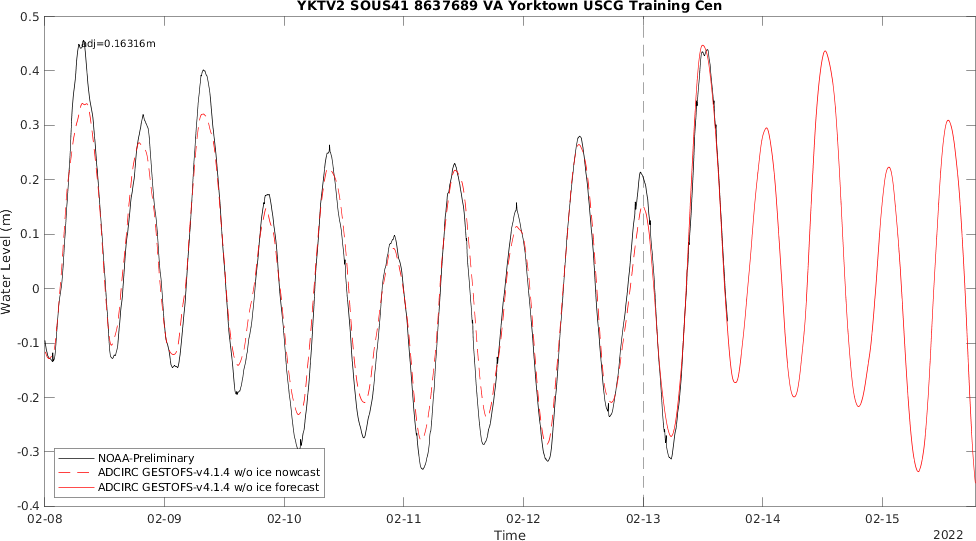 YKTV2 SOUS41 8637689 VA Yorktown USCG Training Cen
0.5
adj=0.16316m
0.4
0.3
0.2
0.1
0
-0.1
-0.2
-0.3
-0.4
Water Level (m)
NOAA-Preliminary
ADCIRC GESTOFS-v4.1.4 w/o ice nowcast
ADCIRC GESTOFS-v4.1.4 w/o ice forecast
02-08 02-09 02-10 02-11 02-12 02-13 02-14 02-15
Time
2022